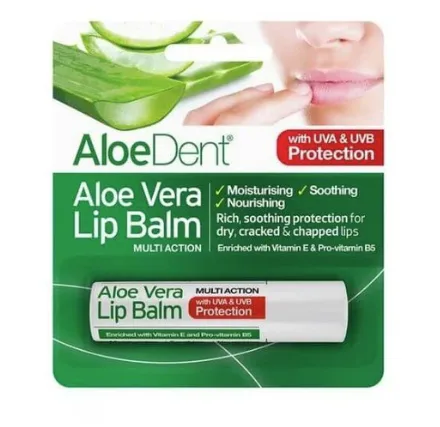 AloeDent®
with UVA & UVB
Protection
Aloe Vera
Lip Balm
MULTI ACTION
✓ Moisturising ✓ Soothing
✓ Nourishing
Rich, soothing protection for
dry, cracked & chapped lips
Enriched with Vitamin E & Pro-vitamin B5
Aloe Vera
Lip Balm
MULTI ACTION
with UVA & UVB
Protection
Enriched with Vitamin E and Pro-vitamin B5